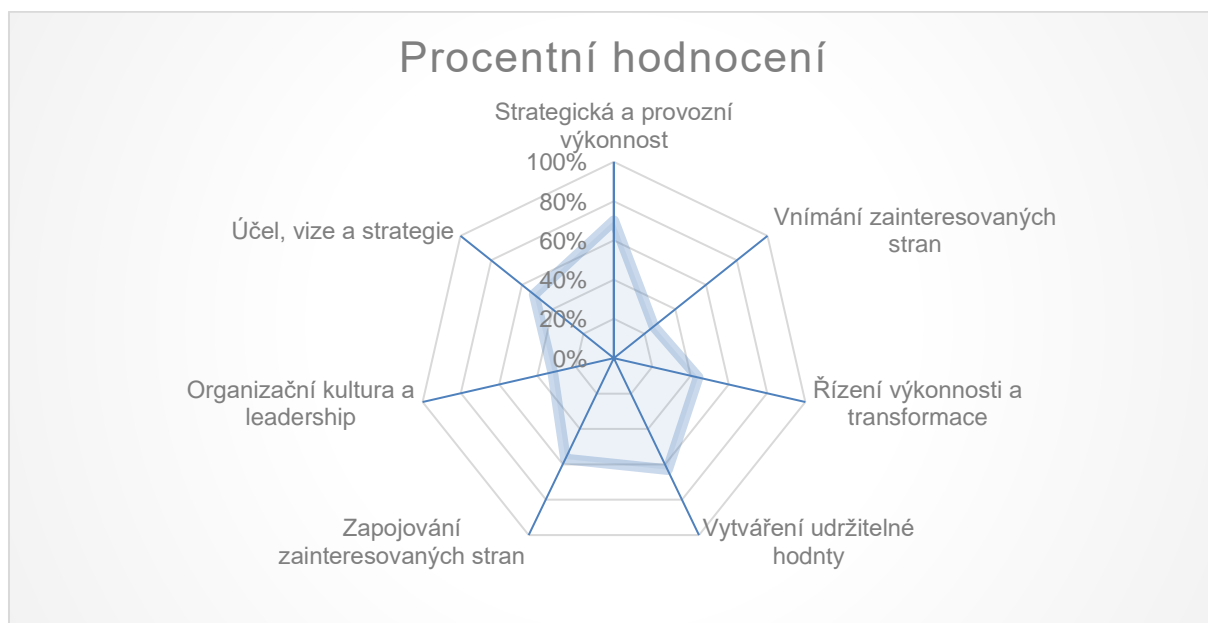 Procentní hodnocení
Strategická a provozní
výkonnost
100%
80%
60%
40%
20%
0%
Vnímání zainteresovaných
stran
Řízení výkonnosti a
transformace
Vytváření udržitelné
hodnty
Zapojování
zainteresovaných stran
Organizační kultura a
leadership
Účel, vize a strategie